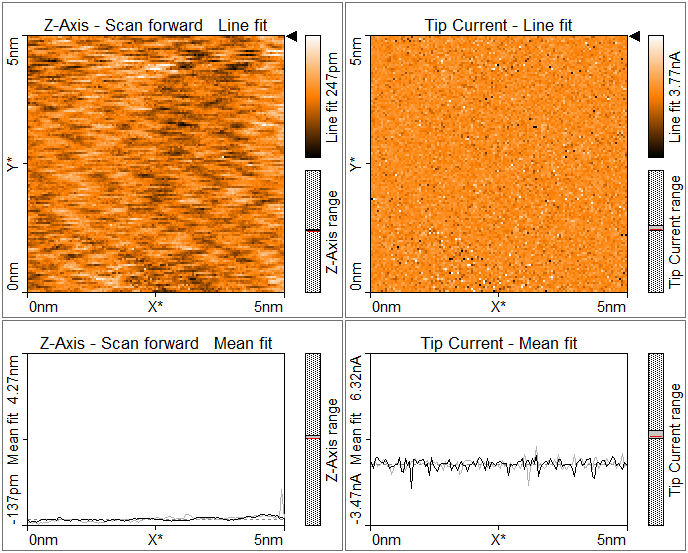 Z-Axis - Scan forward Line fit
5nm
Y*
0nm
0nm X* 5nm
Line fit 247pm
Z-Axis range
Tip Current - Line fit
5nm
Y*
0nm
0nm X* 5nm
Line fit 3.77nA
Tip Current range
Z-Axis - Scan forward Mean fit
-137pm Mean fit 4.27nm
0nm X* 5nm
Z-Axis range
Tip Current - Mean fit
-3.47nA Mean fit 6.32nA
0nm X* 5nm
Tip Current range